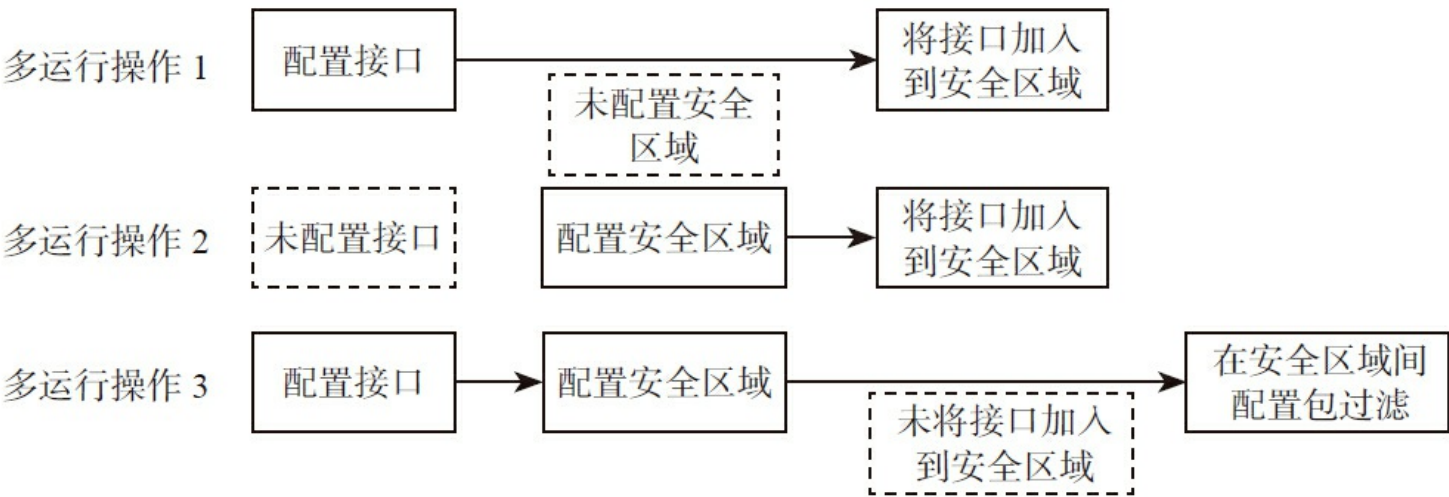 多运行操作 1
配置接口
将接口加入
到安全区域
未配置安全
区域
多运行操作 2
未配置接口
配置安全区域
将接口加入
到安全区域
多运行操作 3
配置接口
配置安全区域
在安全区域间
配置包过滤
未将接口加入
到安全区域